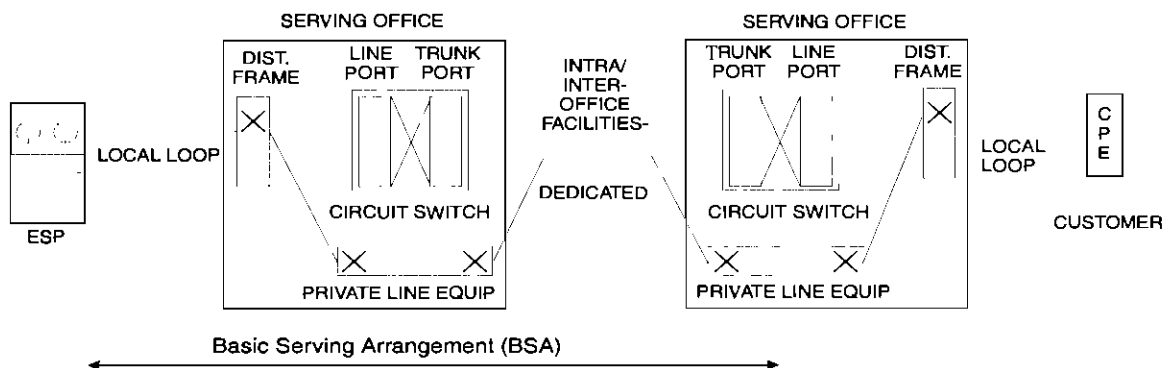 SERVING OFFICE
SERVING OFFICE
DIST.
FRAME
LINE
PORT
TRUNK
PORT
INTRA/
INTER-
OFFICE
FACILITIES-
TRUNK
PORT
LINE
PORT
DIST.
FRAME
C
P
E
LOCAL LOOP
LOCAL
LOOP
DEDICATED
CIRCUIT SWITCH
CIRCUIT SWITCH
ESP
CUSTOMER
PRIVATE LINE EQUIP
PRIVATE LINE EQUIP
Basic Serving Arrangement (BSA)